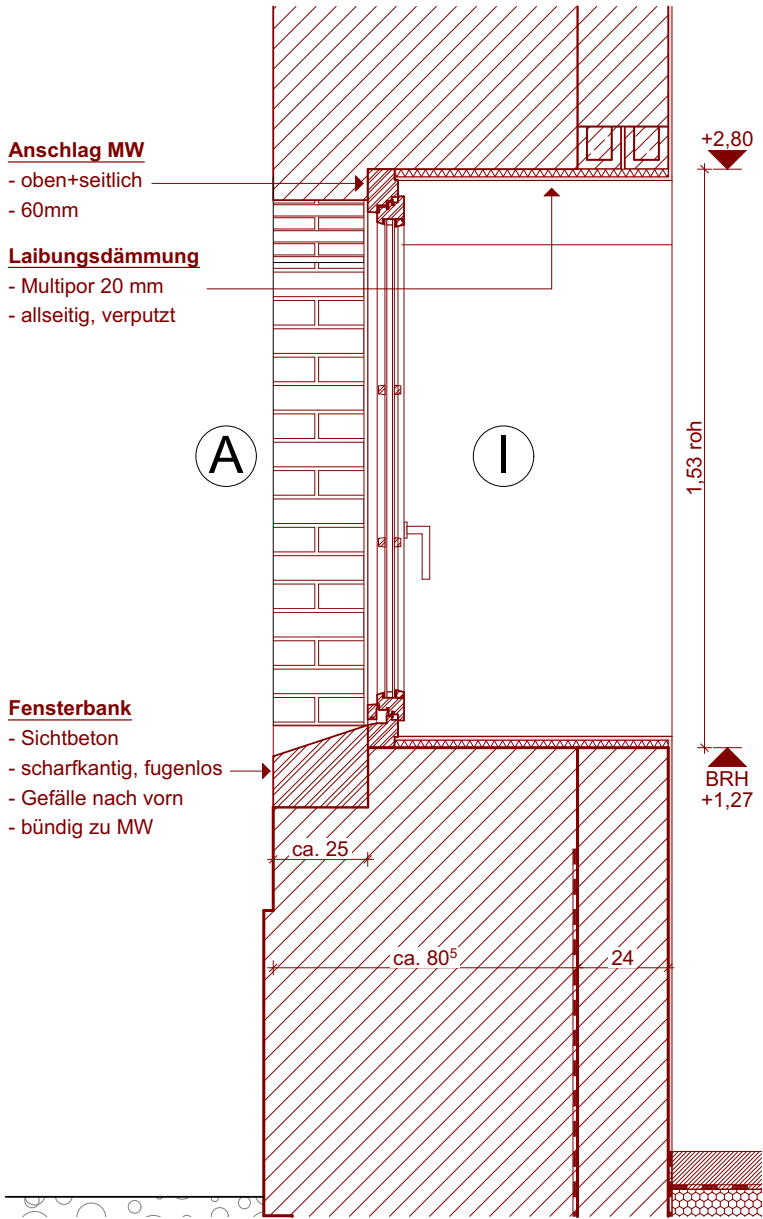 Anschlag MW
- oben+seitlich
- 60mm
Laibungsdämmung
- Multipor 20 mm
- allseitig, verputzt
+2,80
A
I
1,53 roh
Fensterbank
- Sichtbeton
- scharfkantig, fugenlos
- Gefälle nach vorn
- bündig zu MW
BRH
+1,27
ca. 25
ca. 80⁵
24